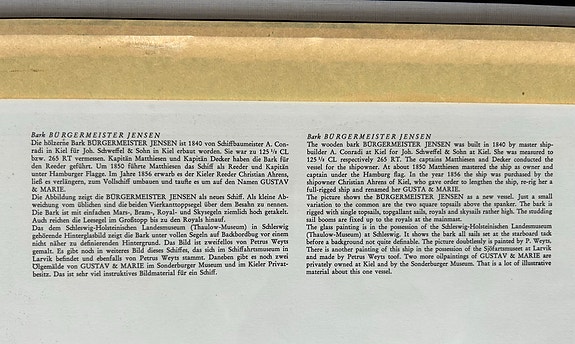 Bark BÜRGERMEISTER JENSEN
Die hölzerne Bark BÜRGERMEISTER JENSEN ist 1840 von Schiffbaumeister A. Con-
radi in Kiel für Joh. Schweffel & Sohn in Kiel erbaut worden. Sie war zu 125 1/2 CL
bzw. 265 RT vermessen. Kapitän Matthiesen und Kapitän Decker haben die Bark für
den Reeder geführt. Um 1850 führte Matthiesen das Schiff als Reeder und Kapitän
unter Hamburger Flagge. Im Jahre 1856 erwarb es der Kieler Reeder Christian Ahrens,
ließ es verlängern, zum Vollschiff umbauen und taufte es um auf den Namen GUSTAV
& MARIE.
Die Abbildung zeigt die BÜRGERMEISTER JENSEN als neues Schiff. Als kleine Ab-
weichung vom üblichen sind die beiden Vierkanttoppsegel über dem Besahn zu nennen.
Die Bark ist mit einfachen Mars-, Bram-, Royal- und Skysegeln ziemlich hoch getakelt.
Auch reichen die Leesegel im Großtopp bis zu den Royals hinauf.
Das dem Schleswig-Holsteinischen Landesmuseum (Thaulow-Museum) in Schleswig
gehörende Hinterglasbild zeigt die Bark unter vollen Segeln auf Backbordbug vor einem
nicht näher zu definierenden Hintergrund. Das Bild ist zweifellos von Petrus Weyts
gemalt. Es gibt noch in weiteres Bild dieses Schiffes, das sich im Schiffahrtsmuseum in
Larvik befindet und ebenfalls von Petrus Weyts stammt. Daneben gibt es noch zwei
Ölgemälde von GUSTAV & MARIE im Sonderburger Museum und im Kieler Privat-
besitz. Das ist sehr viel instruktives Bildmaterial für ein Schiff.
Bark BÜRGERMEISTER JENSEN
The wooden bark BÜRGERMEISTER JENSEN was built in 1840 by master ship-
builder A. Conradi at Kiel for Joh. Schweffel & Sohn at Kiel. She was measured to
125 1/2 CL respectively 265 RT. The captains Matthiesen and Decker conducted
the vessel for the shipowner. At about 1850 Matthiesen mastered the ship as owner and
captain under the Hamburg flag. In the year 1856 the ship was purchased by the
shipowner Christian Ahrens of Kiel, who gave order to lengthen the ship, re-rig her a
full-rigged ship and renamed her GUSTA & MARIE.
The picture shows the BÜRGERMEISTER JENSEN as a new vessel. Just a small
variation to the common are the two square topsails above the spanker. The bark is
rigged with single topsails, topgallant sails, royals and skysails rather high. The studding
sail booms are fixed up to the royals at the mainmast.
The glass painting is in the possession of the Schleswig-Holsteinischen Landesmuseum
(Thaulow-Museum) at Schleswig. It shows the bark all sails set at the starboard tack
before a background not quite definable. The picture doubtlessly is painted by P. Weyts.
There is another painting of this ship in the possession of the Sjöfartsmuseet at Larvik
and made by Petrus Weyts toof. Two more oilpaintings of GUSTAV & MARIE are
privately owned at Kiel and by the Sonderburger Museum. That is a lot of illustrative
material about this one vessel.